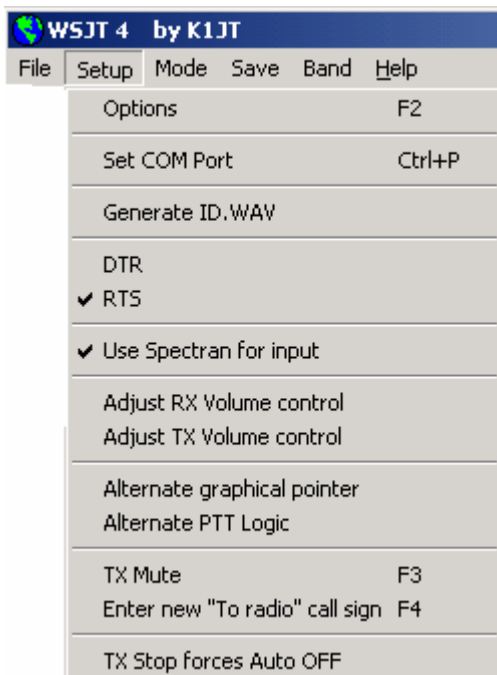 WSJT 4 by K1JT
File Setup Mode Save Band Help
Options F2
Set COM Port Ctrl+P
Generate ID.WAV
DTR
RTS
Use Spectran for input
Adjust RX Volume control
Adjust TX Volume control
Alternate graphical pointer
Alternate PTT Logic
TX Mute F3
Enter new "To radio" call sign F4
TX Stop forces Auto OFF